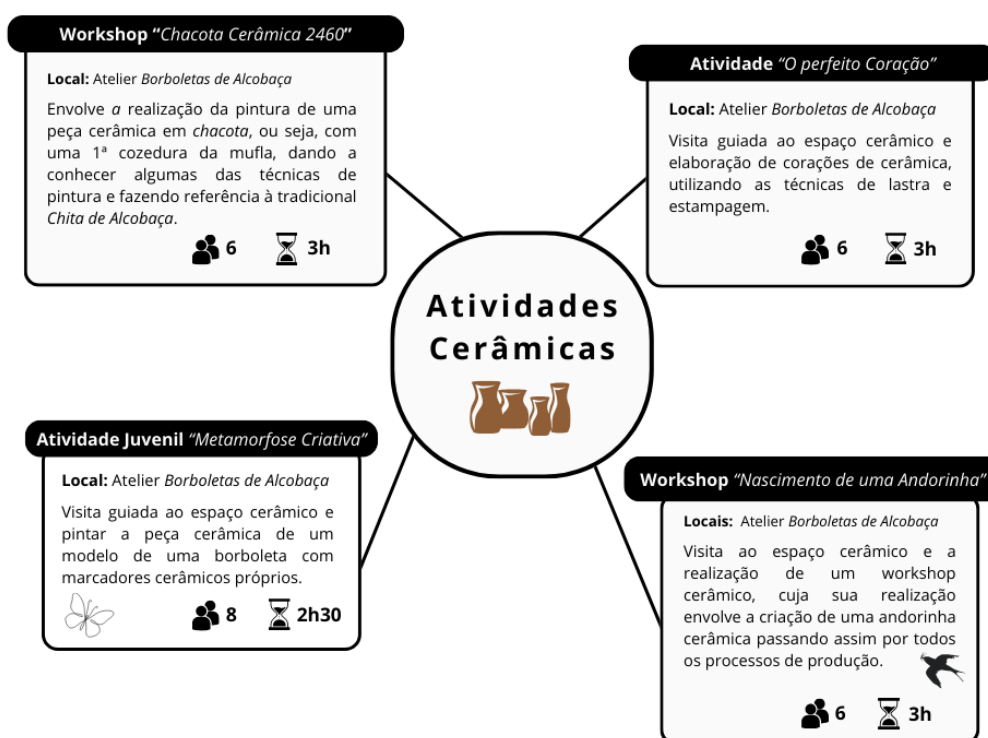 Workshop “Chacota Cerâmica 2460”
Local: Atelier Borboletas de Alcobaça
Envolve a realização da pintura de uma
peça cerâmica em chacota, ou seja, com
uma 1ª cozedura da mufla, dando a
conhecer algumas das técnicas de
pintura e fazendo referência à tradicional
Chita de Alcobaça.
6 3h
Atividade “O perfeito Coração”
Local: Atelier Borboletas de Alcobaça
Visita guiada ao espaço cerâmico e
elaboração de corações de cerâmica,
utilizando as técnicas de lastra e
estampagem.
6 3h
Atividades
Cerâmicas
Atividade Juvenil “Metamorfose Criativa”
Local: Atelier Borboletas de Alcobaça
Visita guiada ao espaço cerâmico e
pintar a peça cerâmica de um
modelo de uma borboleta com
marcadores cerâmicos próprios.
8 2h30
Workshop “Nascimento de uma Andorinha”
Locais: Atelier Borboletas de Alcobaça
Visita ao espaço cerâmico e a
realização de um workshop
cerâmico, cuja sua realização
envolve a criação de uma andorinha
cerâmica passando assim por todos
os processos de produção.
6 3h